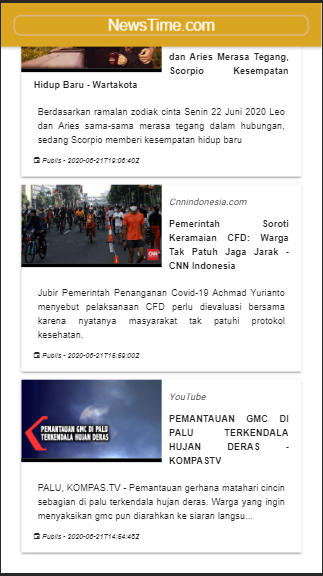 NewsTime.com
dan Aries Merasa Tegang,
Scorpio Kesempatan
Hidup Baru - Wartakota
Berdasarkan ramalan zodiak cinta Senin 22 Juni 2020 Leo
dan Aries sama-sama merasa tegang dalam hubungan,
sedang Scorpio memberi kesempatan hidup baru
Publis - 2020-06-21T19:06:40Z
Cnnindonesia.com
Pemerintah Soroti
Keramaian CFD: Warga
Tak Patuh Jaga Jarak -
CNN Indonesia
CNN
Jubir Pemerintah Penanganan Covid-19 Achmad Yurianto
menyebut pelaksanaan CFD perlu dievaluasi bersama
karena nyatanya masyarakat tak patuhi protokol
kesehatan.
Publis - 2020-06-21T16:59:00Z
YouTube
PEMANTAUAN GMC DI
PALU TERKENDALA
HUJAN DERAS -
KOMPASTV
PEMANTAUAN GMC DI PALU
TERKENDALA HUJAN DERAS
PALU, KOMPAS.TV - Pemantauan gerhana matahari cincin
sebagian di palu terkendala hujan deras. Warga yang ingin
menyaksikan gmc pun diarahkan ke siaran langsu...
Publis - 2020-06-21T14:54:45Z